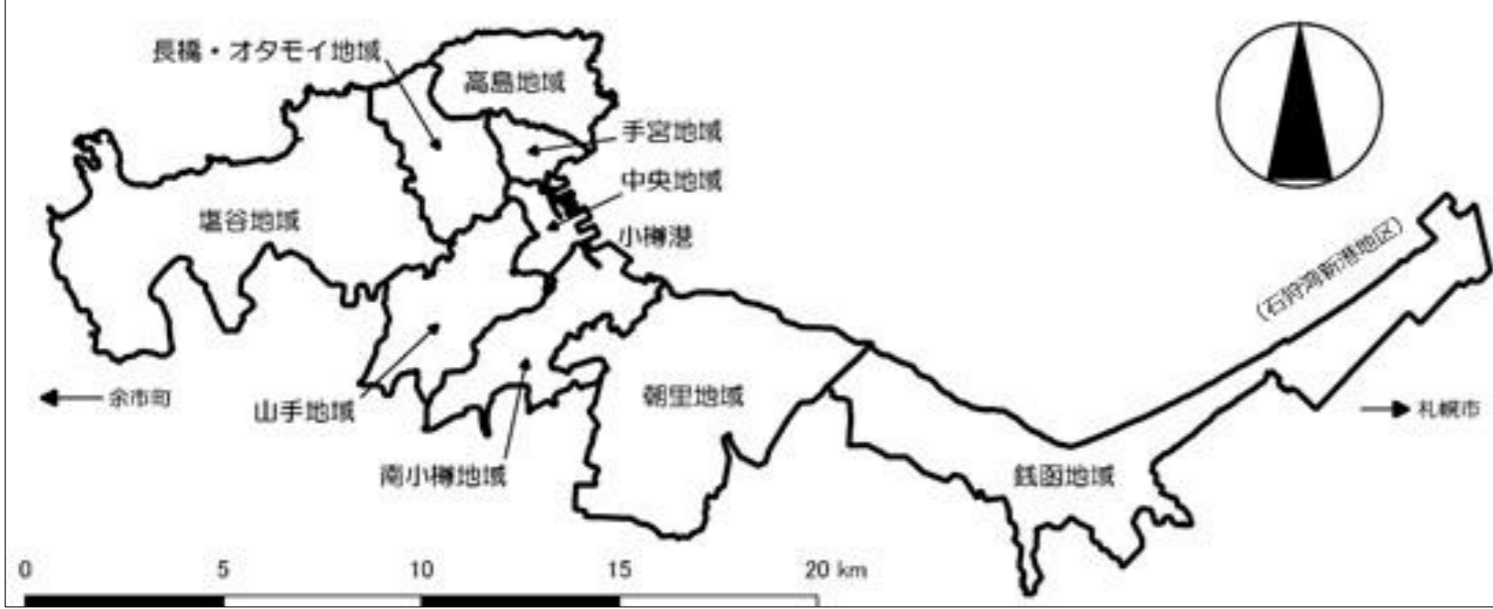 長橋・オタモイ地域
高島地域
手宮地域
中央地域
塩谷地域
小樽港
(石狩湾新港地区)
余市町
山手地域
朝里地域
札幌市
南小樽地域
銭函地域
0 5 10 15 20 km